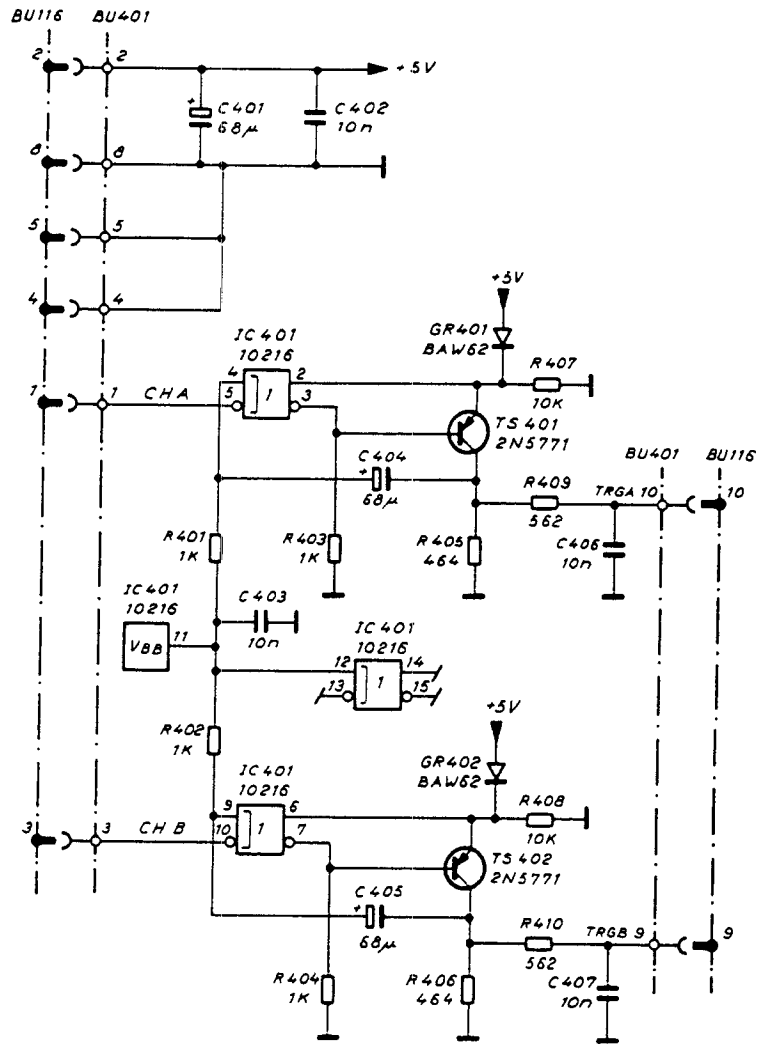 BU116 BU401
2 2
+5V
+ C401
68µ
C402
10n
8 8
5 5
4 4
+5V
GR401
BAW62
IC401
10216
R407
10K
1 1 CHA
4 2
5 1 3
TS401
2N5771
+ C404
68µ
BU401 BU116
R409
562
TRGA 10 10
R401
1K
R403
1K
R405
464
C406
10n
IC401
10216
VBB 11
C403
10n
IC401
10216
12 14
13 1 15
R402
1K
+5V
GR402
BAW62
IC401
10216
R408
10K
9 6
3 3 CHB
10 1 7
TS402
2N5771
+ C405
68µ
R410
562
TRGB 9 9
R404
1K
R406
464
C407
10n